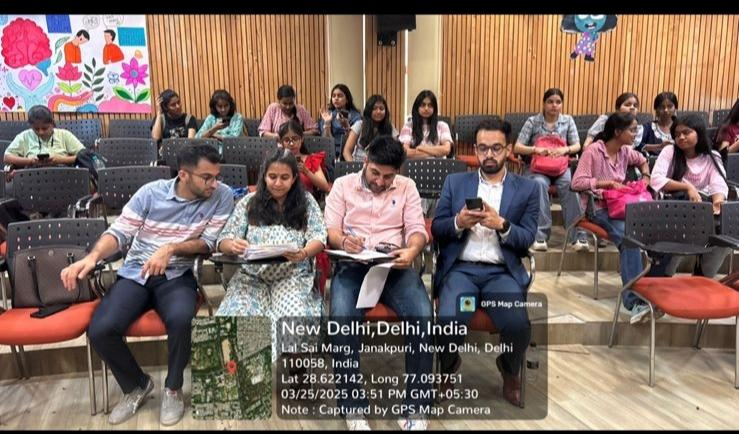 GPS Map Camera
New Delhi,Delhi,India
Lal Sai Marg, Janakpuri, New Delhi, Delhi
110058, India
Lat 28.622142, Long 77.093751
03/25/2025 03:51 PM GMT+05:30
Note : Captured by GPS Map Camera